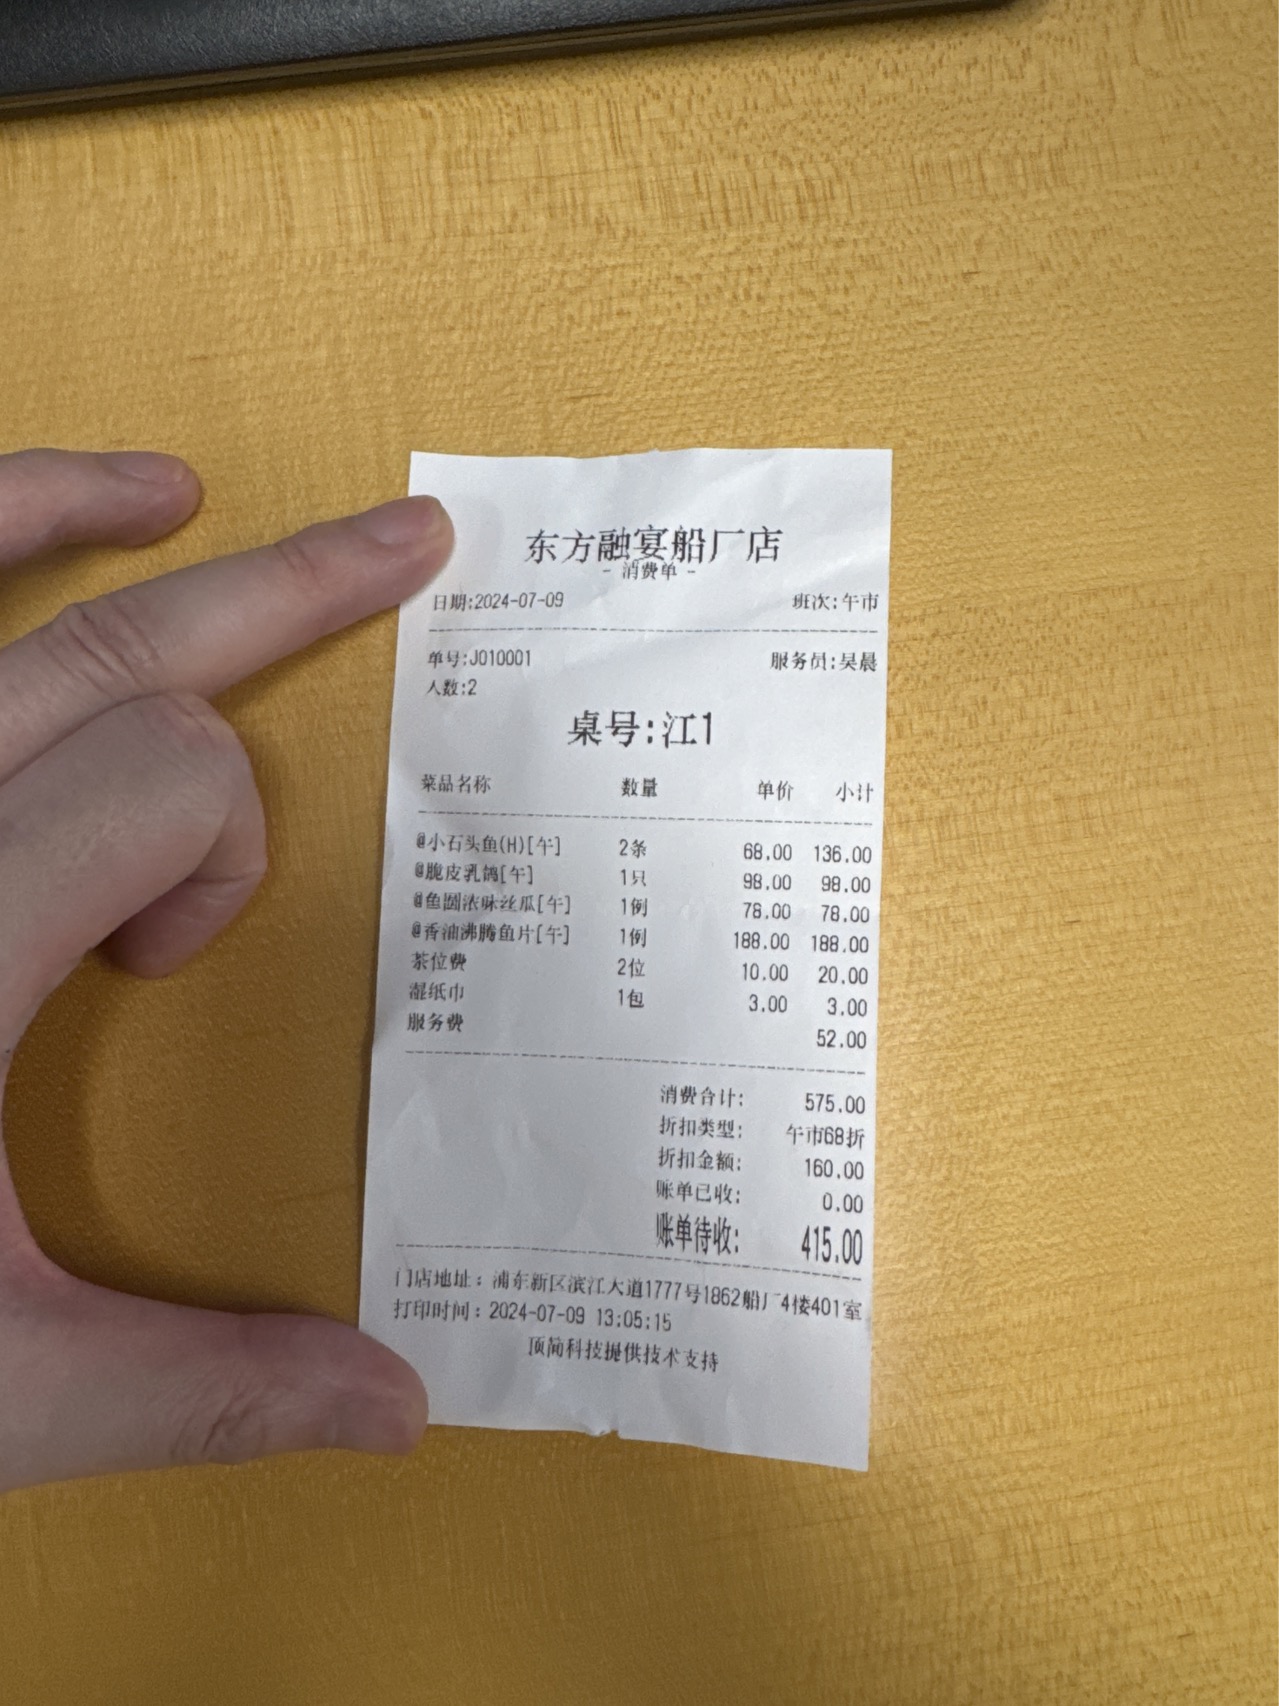 东方融宴船厂店
- 消费单 -
日期:2024-07-09 班次:午市
单号:J010001 服务员:吴晨
人数:2
桌号:江1
菜品名称 数量 单价 小计
@小石头鱼(H)[午] 2条 68.00 136.00
@脆皮乳鸽[午] 1只 98.00 98.00
@鱼圆浓味丝瓜[午] 1例 78.00 78.00
@香油沸腾鱼片[午] 1例 188.00 188.00
茶位费 2位 10.00 20.00
湿纸巾 1包 3.00 3.00
服务费 52.00
消费合计: 575.00
折扣类型: 午市68折
折扣金额: 160.00
账单已收: 0.00
账单待收: 415.00
门店地址：浦东新区滨江大道1777号1862船厂4楼401室
打印时间：2024-07-09 13:05:15
顶简科技提供技术支持